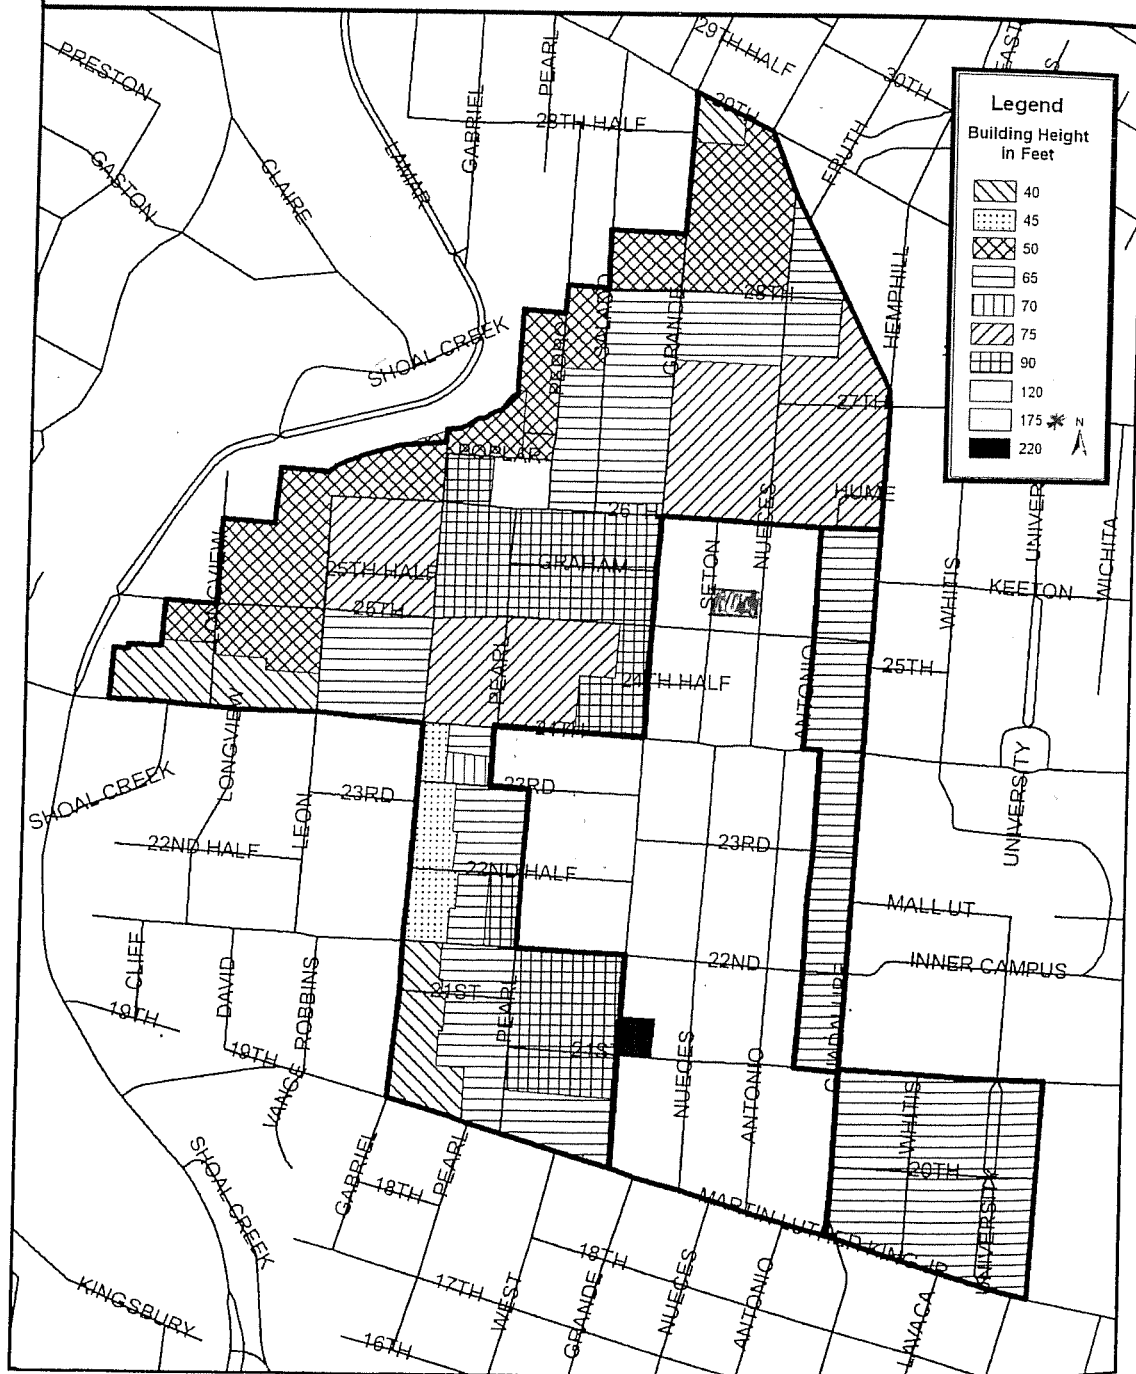 29TH HALF
EAST
S
PRESTON
PEARL
30TH
Legend
Building Height
in Feet
40
45
50
65
70
75
90
120
175 N
220
GABRIEL
28TH HALF
29TH
FRUTH
GASTON
CLAIRE
LAMAR
HEMPHILL
28TH
SALADO
GRANDE
SHOAL CREEK
PEDRO
27TH
POPLAR
HUME
26TH
NUECES
UNIVER
WICHITA
LONGVIEW
25TH HALF
GRAHAM
SETON
WHITIS
KEETON
25TH
25TH
PEARL
24TH HALF
ANTONIO
24TH
LONGVIEW
SHOAL CREEK
23RD
23RD
UNIVERSITY
LEON
22ND HALF
22ND HALF
23RD
MALL UT
CLIFF
DAVID
ROBBINS
22ND
INNER CAMPUS
21ST
PEARL
19TH
19TH
VANCE
21S
NUECES
ANTONIO
GUADALUPE
WHITIS
20TH
UNIVERSITY
SHOAL CREEK
GABRIEL
PEARL
18TH
MARTIN LUTHER KING JR
18TH
KINGSBURY
17TH
WEST
GRANDE
NUECES
ANTONIO
LAVACA
16TH